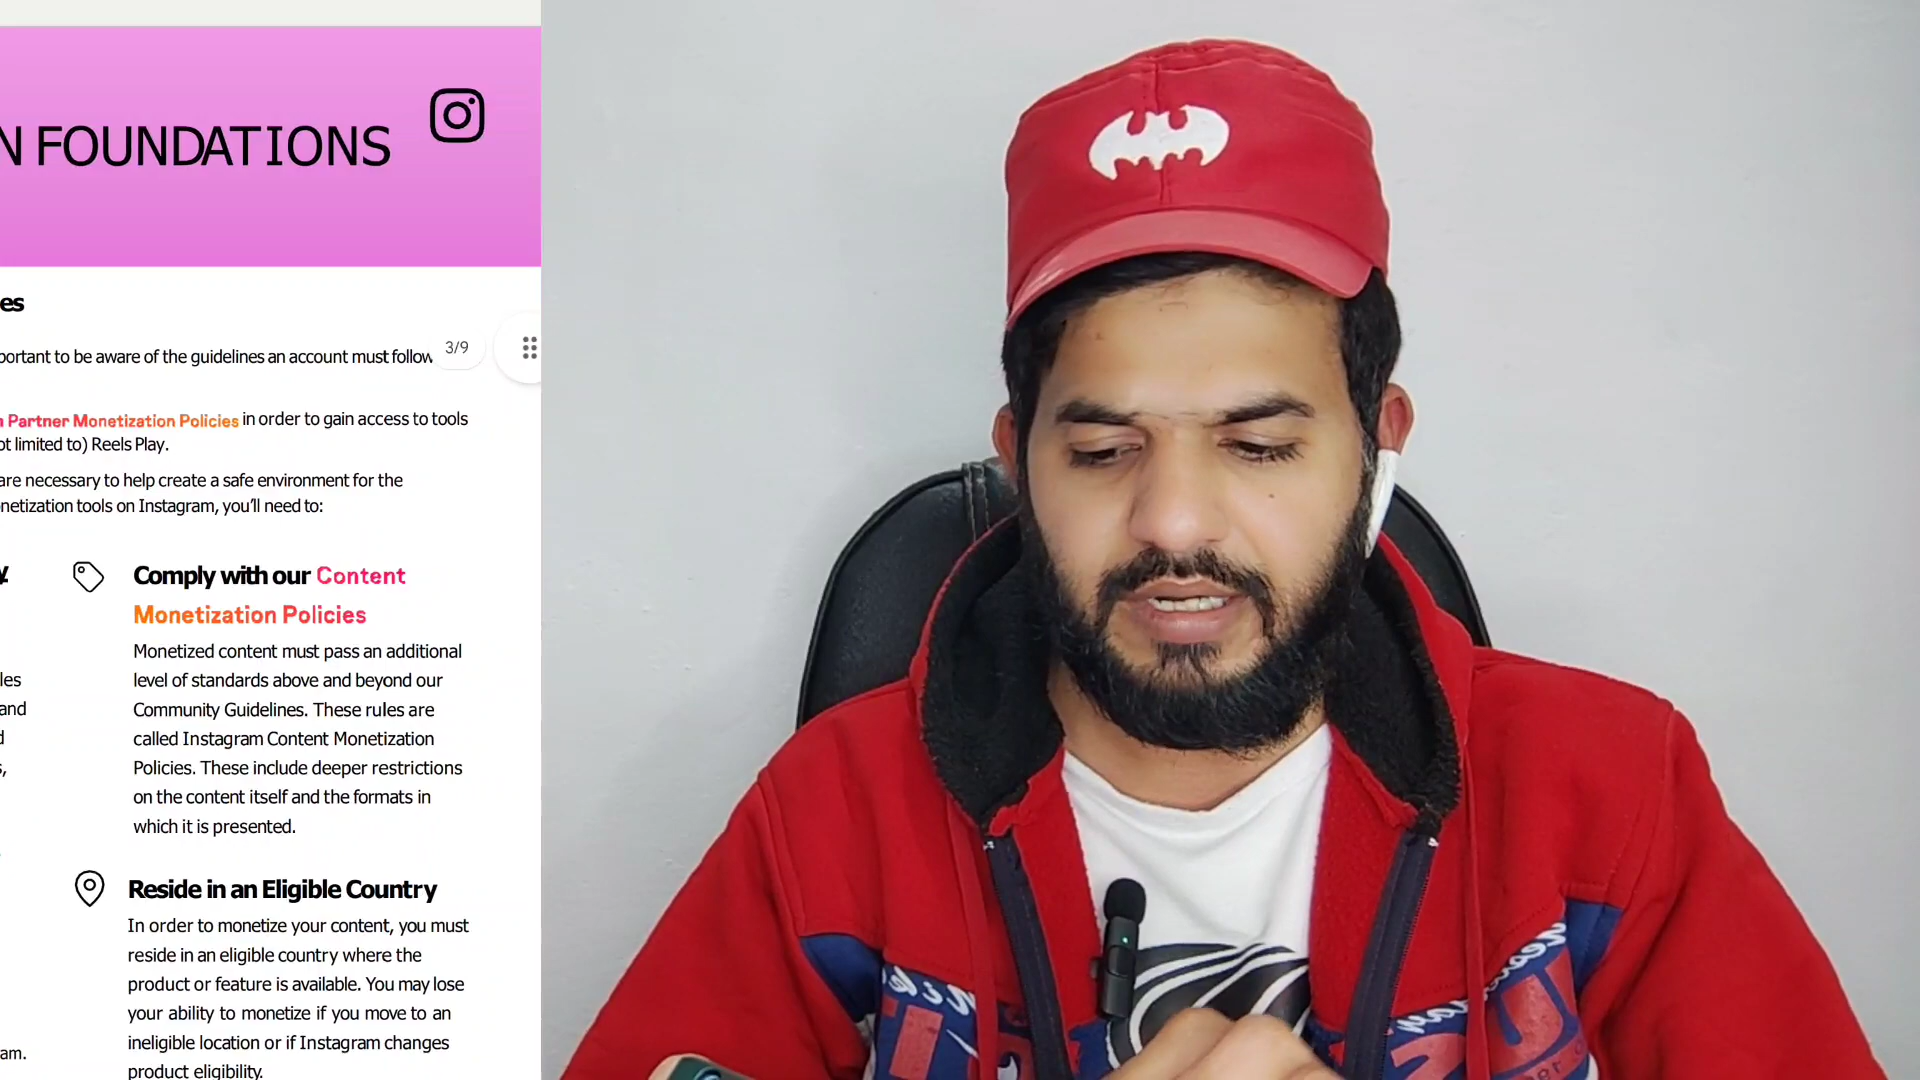 N FOUNDATIONS
es
portant to be aware of the guidelines an account must follow
3/9
Partner Monetization Policies in order to gain access to tools
ot limited to) Reels Play.
are necessary to help create a safe environment for the
netization tools on Instagram, you'll need to:
Comply with our Content
Monetization Policies
Monetized content must pass an additional
level of standards above and beyond our
Community Guidelines. These rules are
called Instagram Content Monetization
Policies. These include deeper restrictions
on the content itself and the formats in
which it is presented.
les
and
d
s,
Reside in an Eligible Country
In order to monetize your content, you must
reside in an eligible country where the
product or feature is available. You may lose
your ability to monetize if you move to an
ineligible location or if Instagram changes
product eligibility.
am.